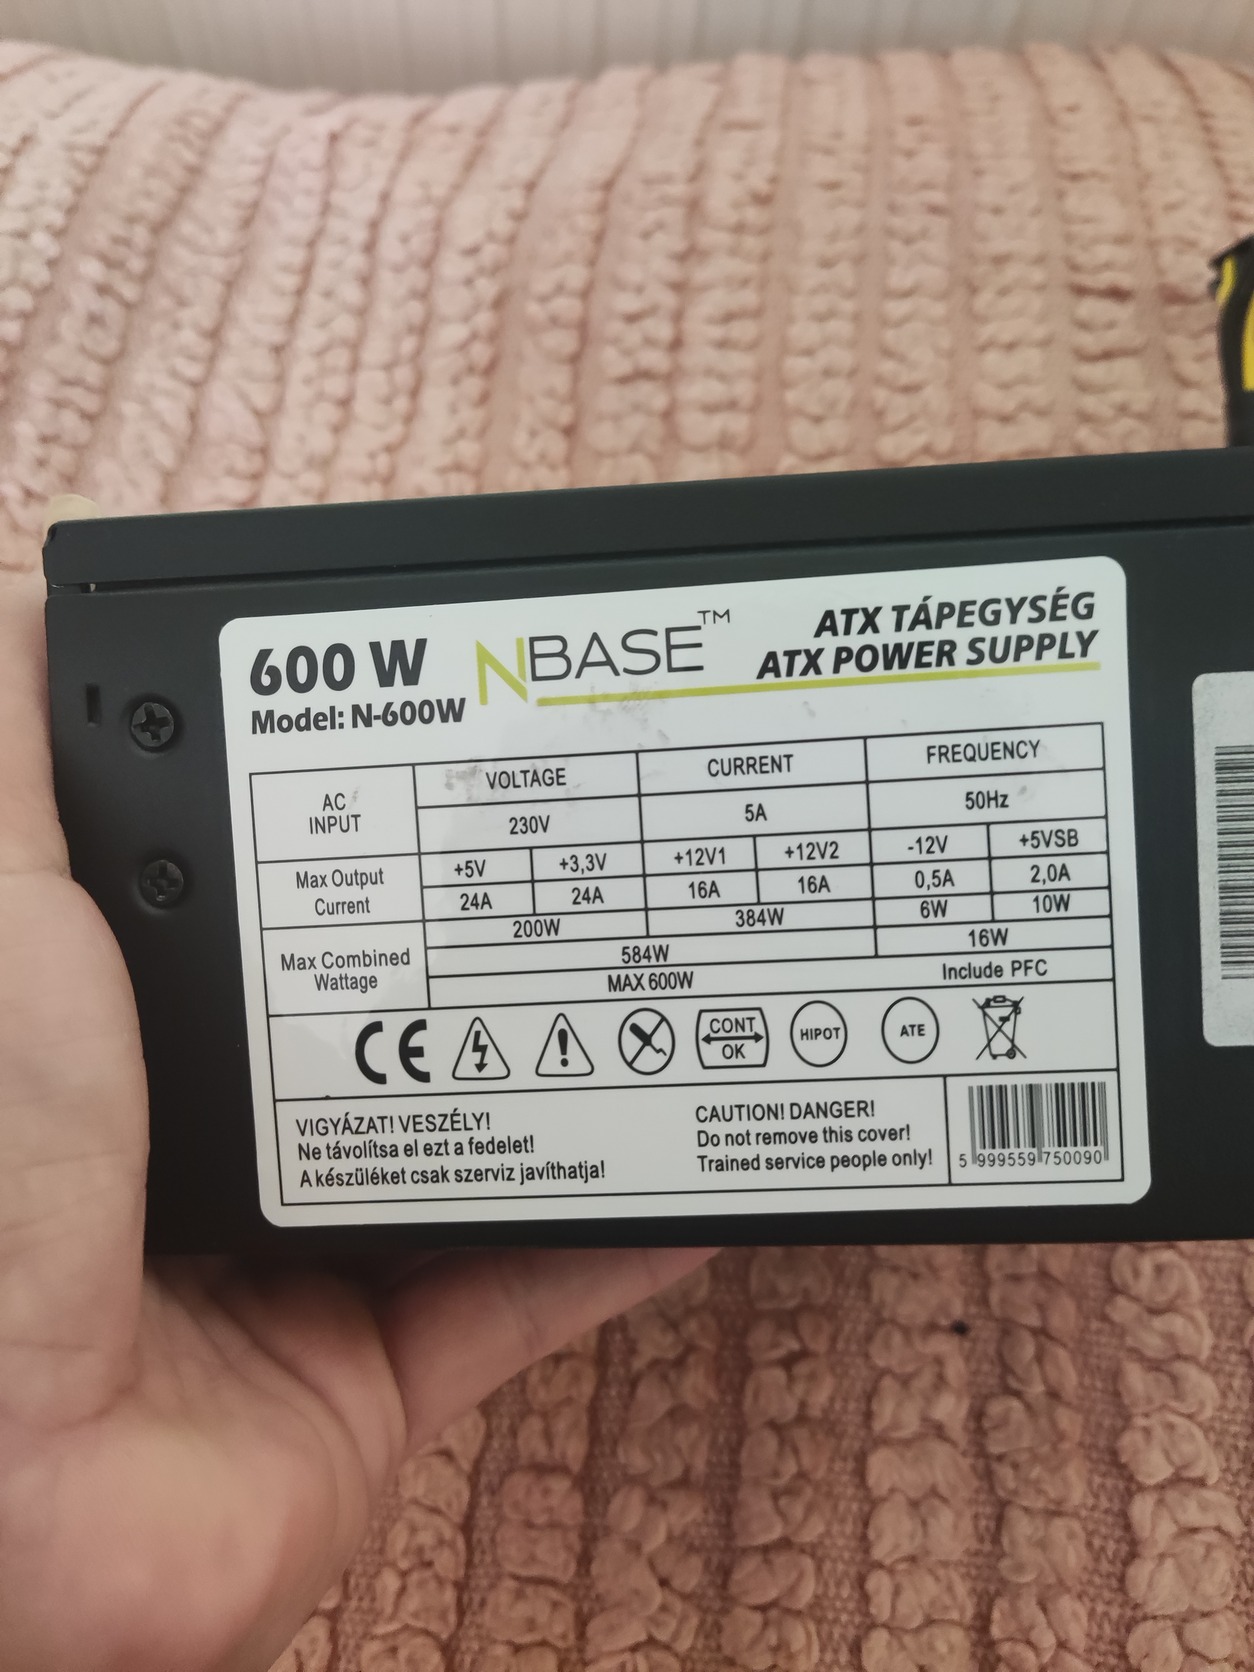 600 W
NBASE™
ATX TÁPEGYSÉG
ATX POWER SUPPLY
Model: N-600W
AC INPUT
VOLTAGE
CURRENT
FREQUENCY
230V
5A
50Hz
Max Output Current
+5V
+3,3V
+12V1
+12V2
-12V
+5VSB
24A
24A
16A
16A
0,5A
2,0A
Max Combined Wattage
200W
384W
6W
10W
584W
16W
MAX 600W
Include PFC
CE
CONT
OK
HIPOT
ATE
VIGYÁZAT! VESZÉLY!
Ne távolítsa el ezt a fedelet!
A készüléket csak szerviz javíthatja!
CAUTION! DANGER!
Do not remove this cover!
Trained service people only!
5 999559 750090